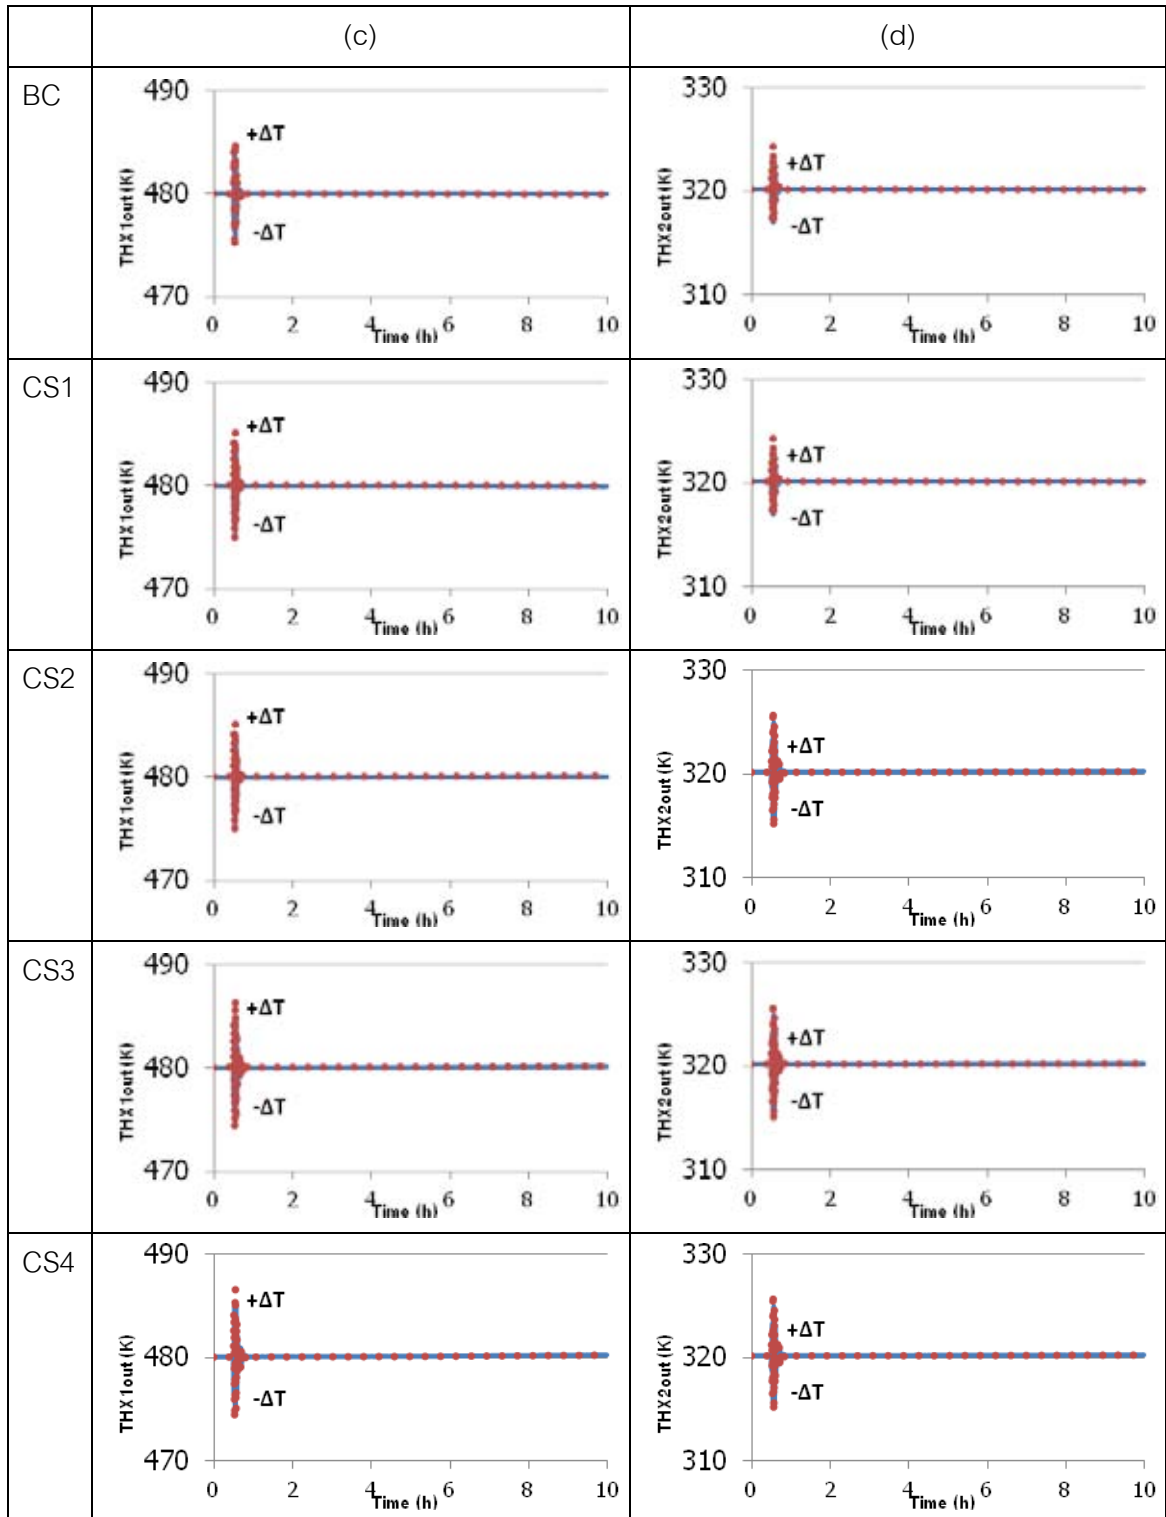 (c) (d)
BC
490
480
470
THX1out(K)
+ΔT
-ΔT
0 2 4 6 8 10
Time (h)
330
320
310
THX2out(K)
+ΔT
-ΔT
0 2 4 6 8 10
Time (h)
CS1
490
480
470
THX1out(K)
+ΔT
-ΔT
0 2 4 6 8 10
Time (h)
330
320
310
THX2out(K)
+ΔT
-ΔT
0 2 4 6 8 10
Time (h)
CS2
490
480
470
THX1out(K)
+ΔT
-ΔT
0 2 4 6 8 10
Time (h)
330
320
310
THX2out(K)
+ΔT
-ΔT
0 2 4 6 8 10
Time (h)
CS3
490
480
470
THX1out(K)
+ΔT
-ΔT
0 2 4 6 8 10
Time (h)
330
320
310
THX2out(K)
+ΔT
-ΔT
0 2 4 6 8 10
Time (h)
CS4
490
480
470
THX1out(K)
+ΔT
-ΔT
0 2 4 6 8 10
Time (h)
330
320
310
THX2out(K)
+ΔT
-ΔT
0 2 4 6 8 10
Time (h)